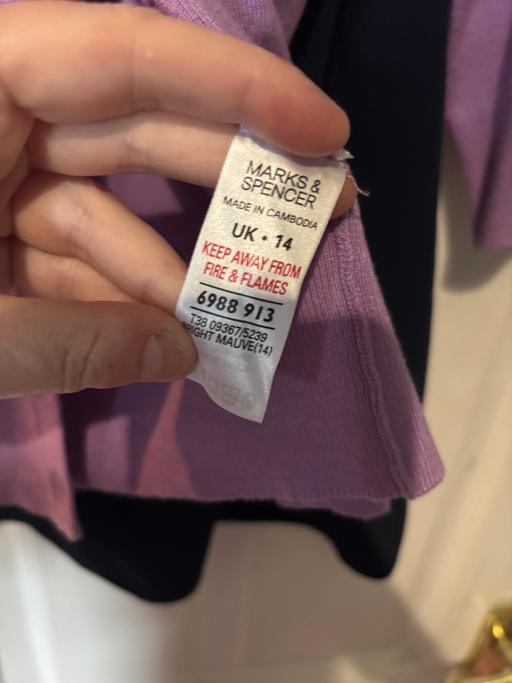 MARKS &
SPENCER
MADE IN CAMBODIA
UK • 14
KEEP AWAY FROM
FIRE & FLAMES
6988 913
T38 09367/5239
MAUVE(14)